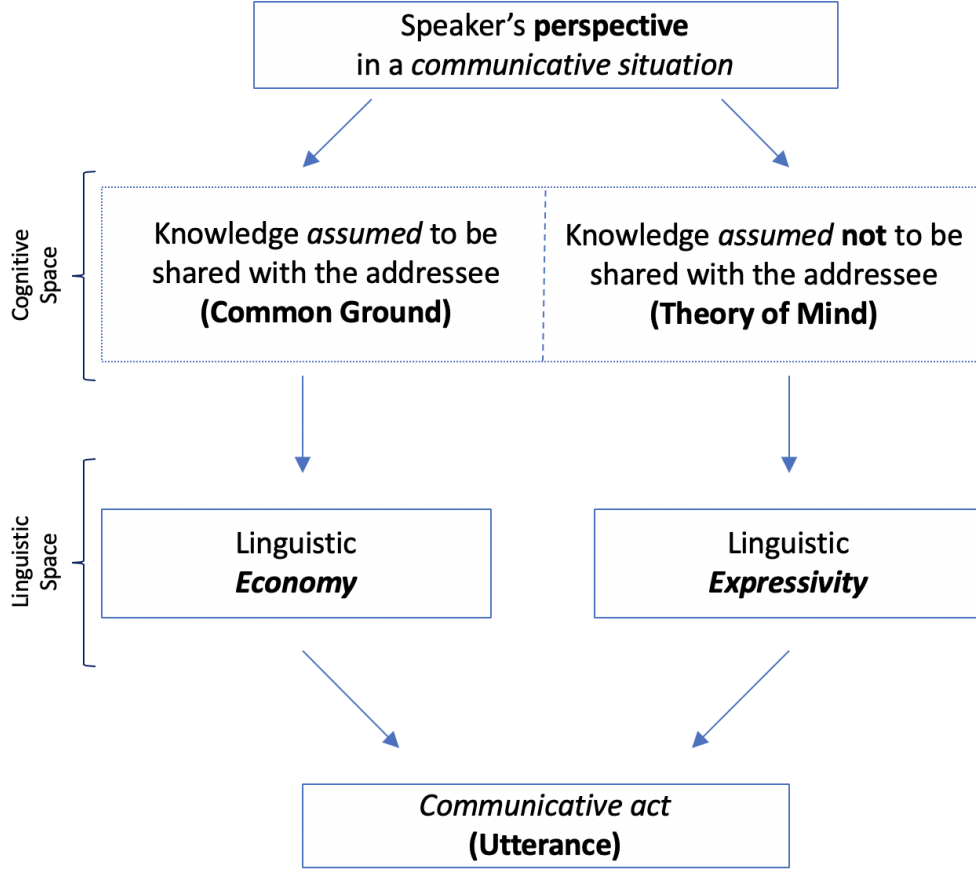 Speaker's perspective
in a communicative situation
Cognitive
Space
Knowledge assumed to be
shared with the addressee
(Common Ground)
Knowledge assumed not to be
shared with the addressee
(Theory of Mind)
Linguistic
Space
Linguistic
Economy
Linguistic
Expressivity
Communicative act
(Utterance)